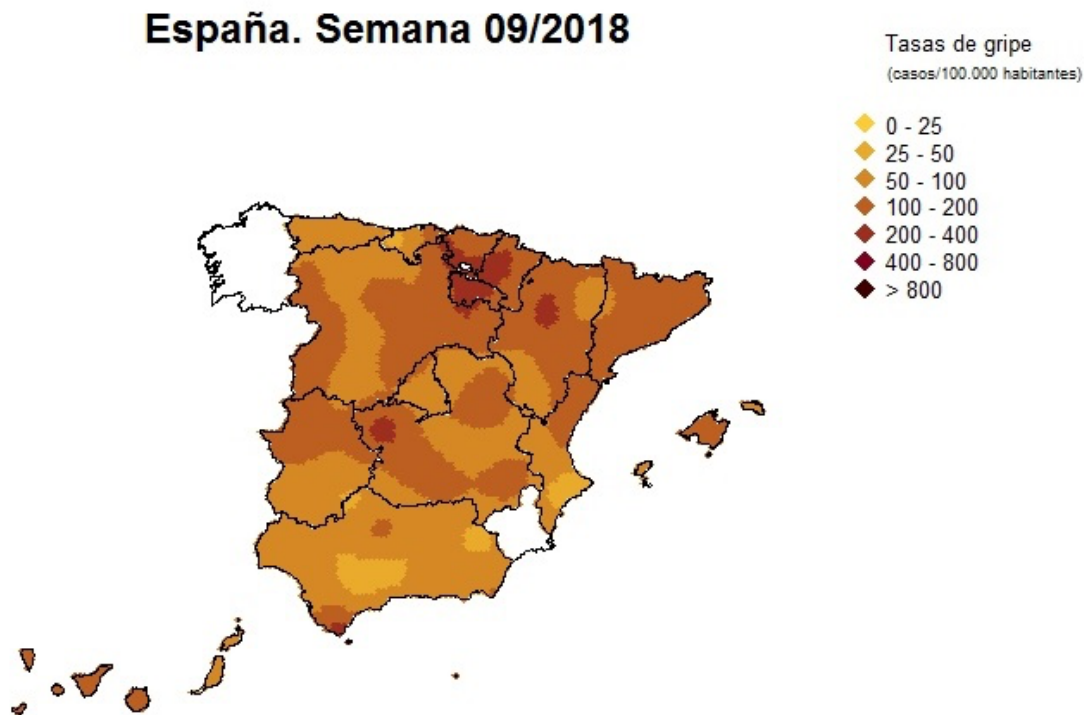 España. Semana 09/2018
Tasas de gripe
(casos/100.000 habitantes)
0 - 25
25 - 50
50 - 100
100 - 200
200 - 400
400 - 800
> 800